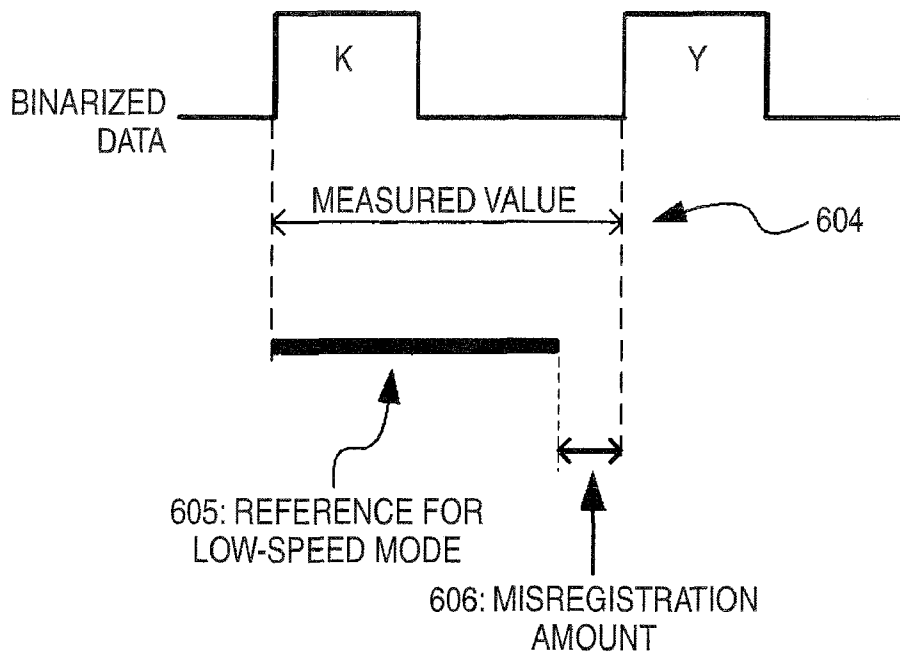 K
Y
BINARIZED
DATA
MEASURED VALUE
604
605: REFERENCE FOR
LOW-SPEED MODE
606: MISREGISTRATION
AMOUNT